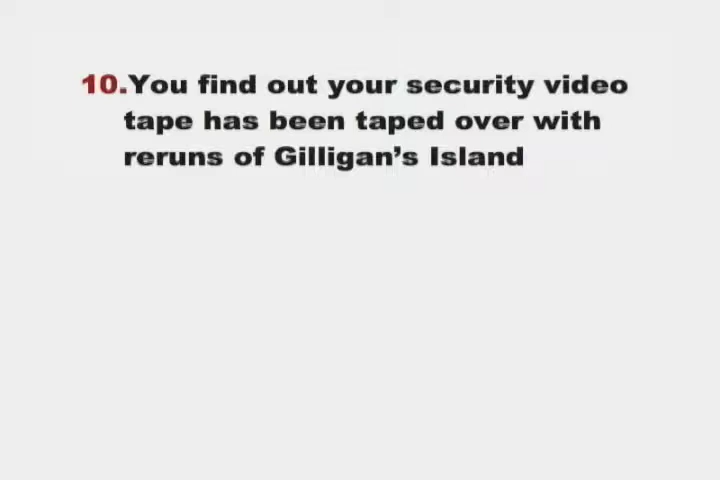 10.You find out your security video
tape has been taped over with
reruns of Gilligan’s Island